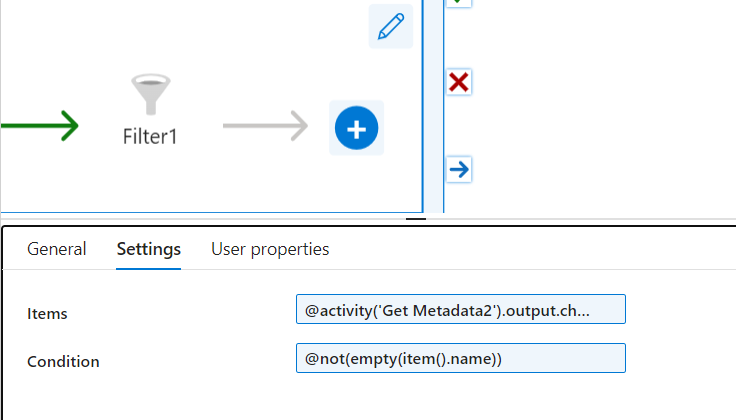 Filter1
General
Settings
User properties
Items
@activity('Get Metadata2').output.ch...
Condition
@not(empty(item().name))